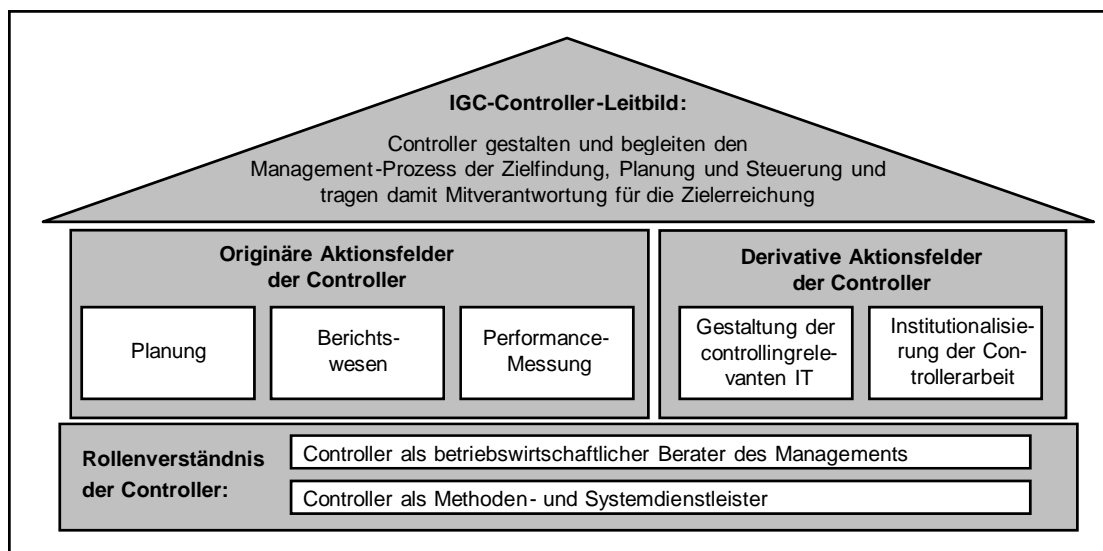 IGC-Controller-Leitbild:
Controller gestalten und begleiten den
Management-Prozess der Zielfindung, Planung und Steuerung und
tragen damit Mitverantwortung für die Zielerreichung
Originäre Aktionsfelder
der Controller
Planung
Berichts-
wesen
Performance-
Messung
Derivative Aktionsfelder
der Controller
Gestaltung der
controllingrele-
vanten IT
Institutionalisie-
rung der Con-
trollerarbeit
Rollenverständnis
der Controller:
Controller als betriebswirtschaftlicher Berater des Managements
Controller als Methoden- und Systemdienstleister